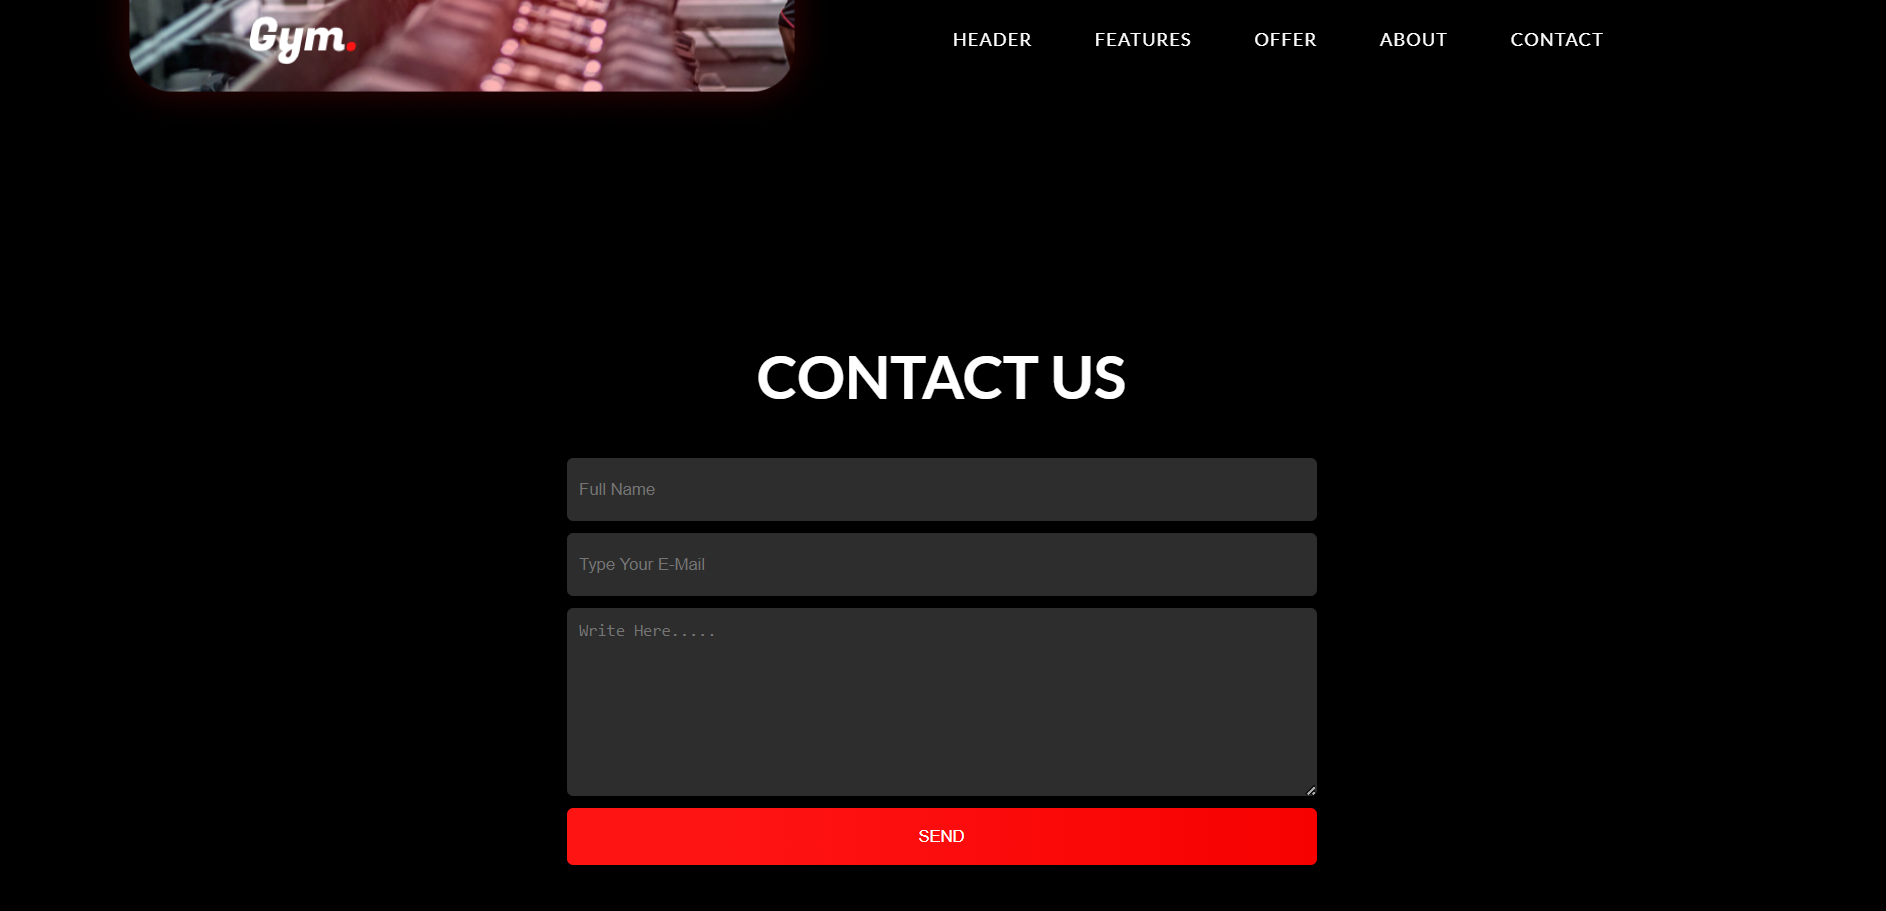 Gym.
HEADER FEATURES OFFER ABOUT CONTACT
CONTACT US
Full Name
Type Your E-Mail
Write Here.....
SEND